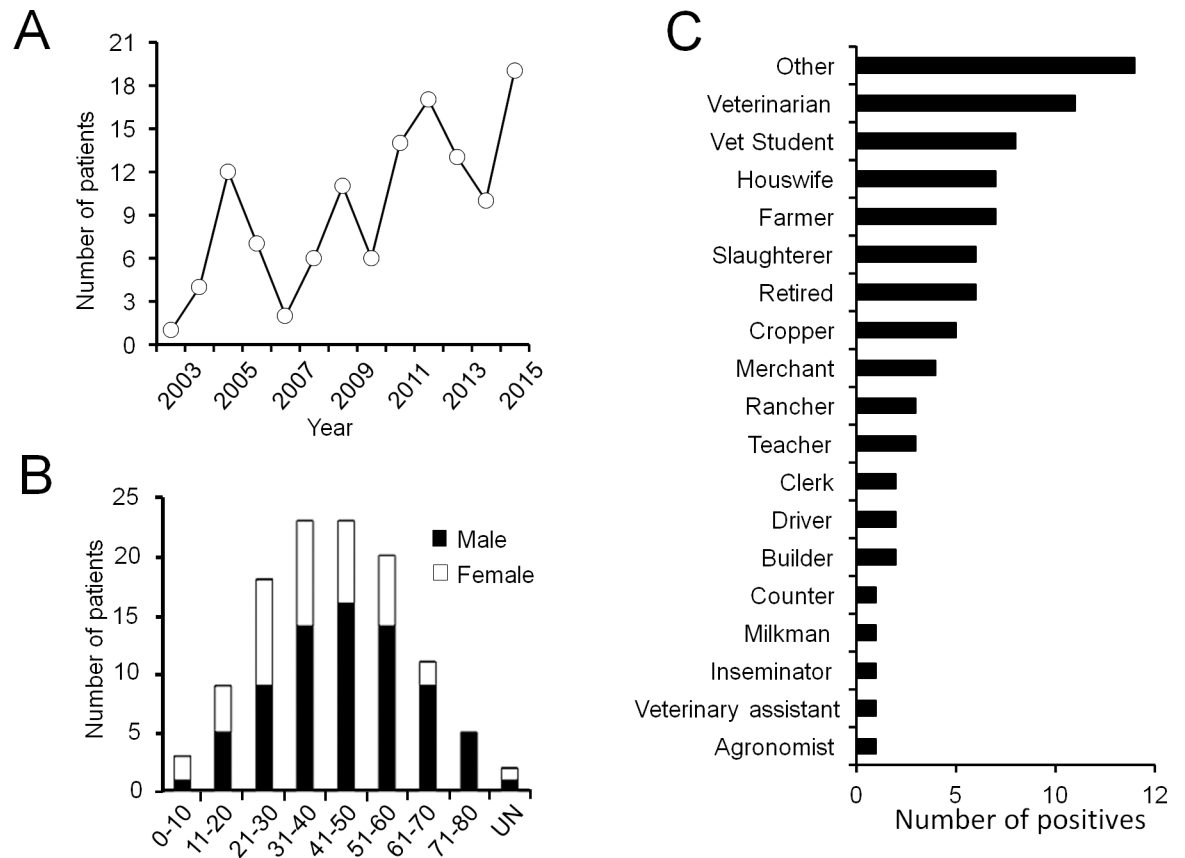 A
21
18
15
12
9
6
3
0
Number of patients
2003
2005
2007
2009
2011
2013
2015
Year
B
25
20
15
10
5
0
Number of patients
Male
Female
0-10
11-20
21-30
31-40
41-50
51-60
61-70
71-80
UN
C
Other
Veterinarian
Vet Student
Houswife
Farmer
Slaughterer
Retired
Cropper
Merchant
Rancher
Teacher
Clerk
Driver
Builder
Counter
Milkman
Inseminator
Veterinary assistant
Agronomist
0 5 10 12
Number of positives